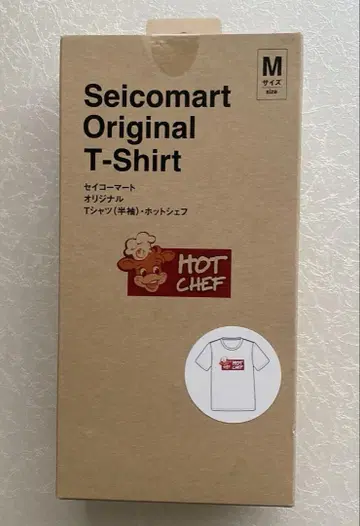 M
サイズ
size
Seicomart
Original
T-Shirt
セイコーマート
オリジナル
Tシャツ(半袖)・ホットシェフ
HOT
CHEF
HOT
CHEF